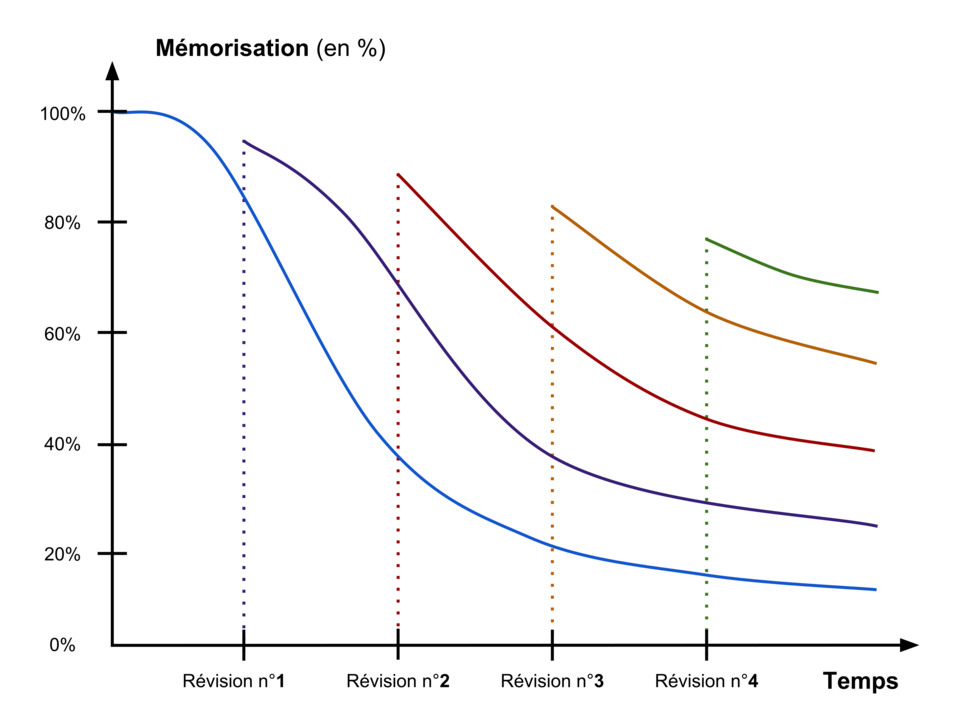 Mémorisation (en %)
100%
80%
60%
40%
20%
0%
Révision n°1
Révision n°2
Révision n°3
Révision n°4
Temps